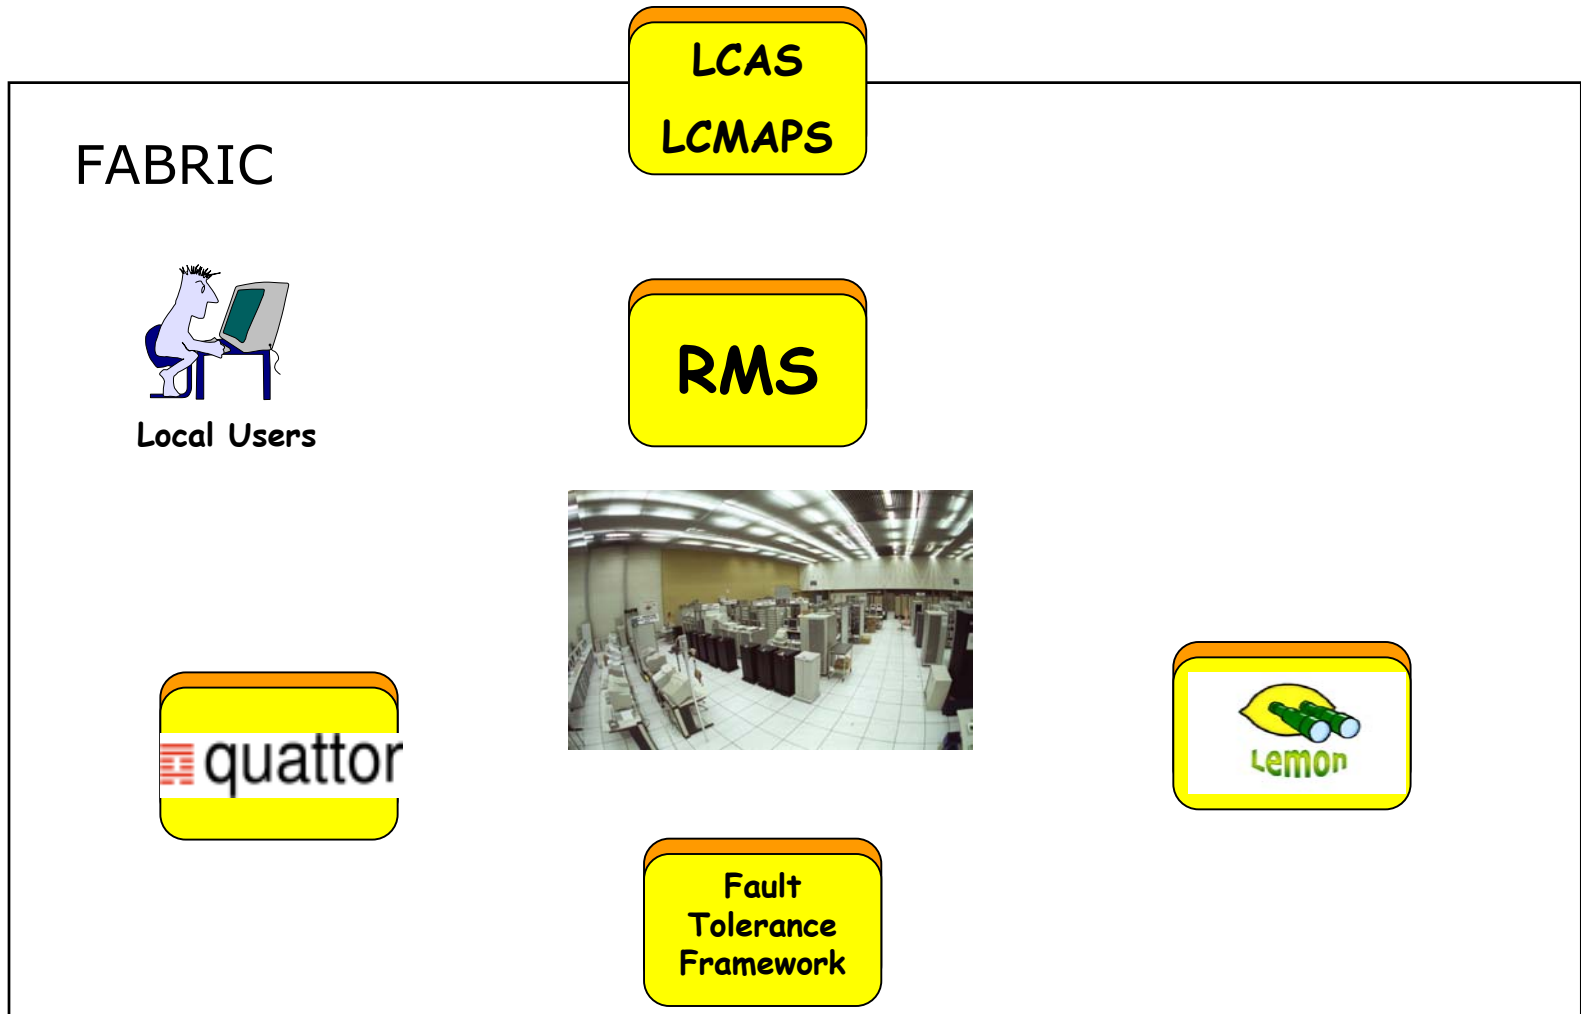 LCAS
LCMAPS
FABRIC
RMS
Local Users
quattor
Lemon
Fault
Tolerance
Framework